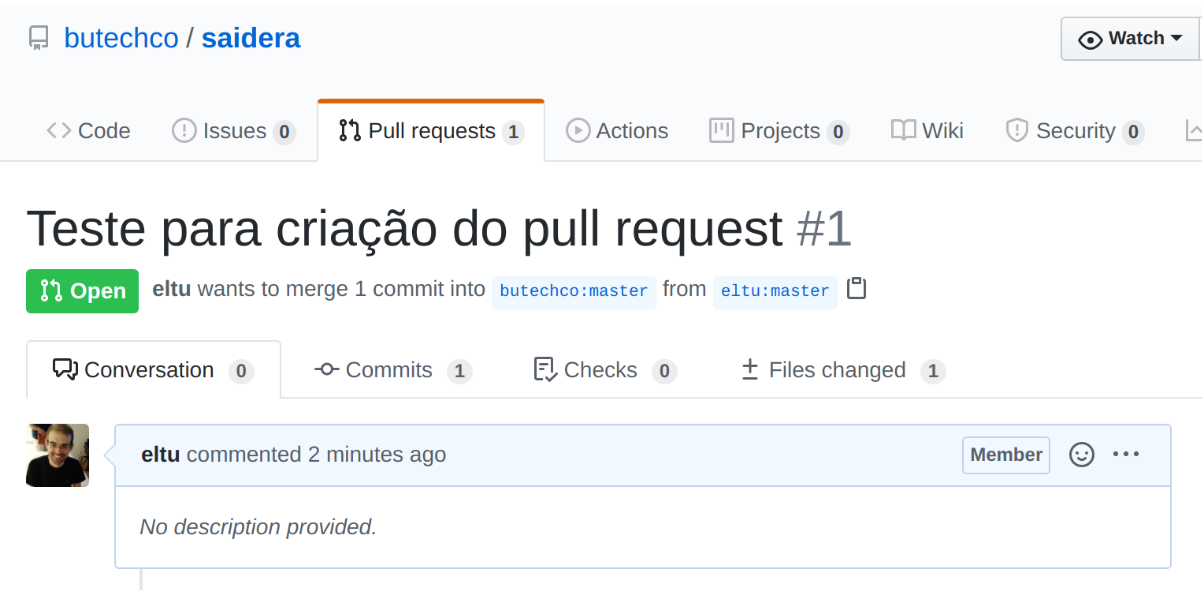 butechco / saidera
Watch
Code Issues 0 Pull requests 1 Actions Projects 0 Wiki Security 0
Teste para criação do pull request #1
Open eltu wants to merge 1 commit into butechco:master from eltu:master
Conversation 0 Commits 1 Checks 0 Files changed 1
eltu commented 2 minutes ago Member
No description provided.